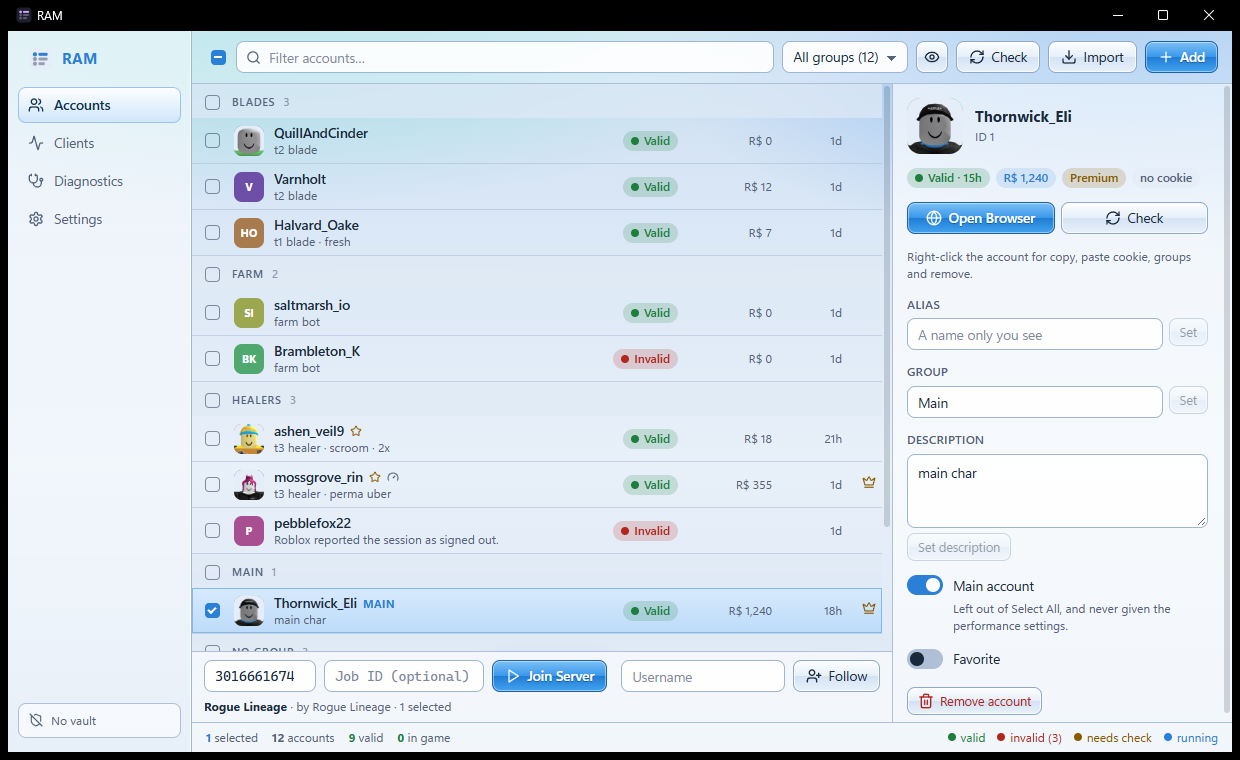 RAM
RAM
Accounts
Clients
Diagnostics
Settings
No vault
Filter accounts...
All groups (12)
Check
Import
Add
BLADES 3
QuillAndCinder
t2 blade
Valid
R$ 0
1d
V
Varnholt
t2 blade
Valid
R$ 12
1d
HO
Halvard_Oake
t1 blade · fresh
Valid
R$ 7
1d
FARM 2
SI
saltmarsh_io
farm bot
Valid
R$ 0
1d
BK
Brambleton_K
farm bot
Invalid
R$ 0
1d
HEALERS 3
ashen_veil9
t3 healer · scroom · 2x
Valid
R$ 18
21h
mossgrove_rin
t3 healer · perma uber
Valid
R$ 355
1d
P
pebblefox22
Roblox reported the session as signed out.
Invalid
1d
MAIN 1
Thornwick_Eli MAIN
main char
Valid
R$ 1,240
18h
NO GROUP 3
3016661674
Job ID (optional)
Join Server
Username
Follow
Rogue Lineage · by Rogue Lineage · 1 selected
1 selected
12 accounts
9 valid
0 in game
valid
invalid (3)
needs check
running
Thornwick_Eli
ID 1
Valid · 15h
R$ 1,240
Premium
no cookie
Open Browser
Check
Right-click the account for copy, paste cookie, groups
and remove.
ALIAS
A name only you see
Set
GROUP
Main
Set
DESCRIPTION
main char
Set description
Main account
Left out of Select All, and never given the
performance settings.
Favorite
Remove account